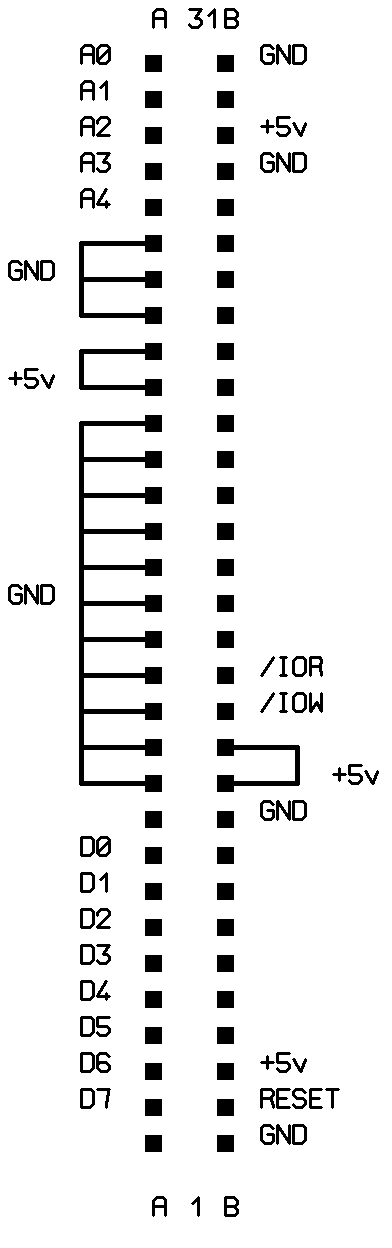 A 31B
A0 GND
A1
A2 +5v
A3 GND
A4
GND
+5v
GND
/IOR
/IOW
+5v
GND
D0
D1
D2
D3
D4
D5
D6 +5v
D7 RESET
GND
A 1 B